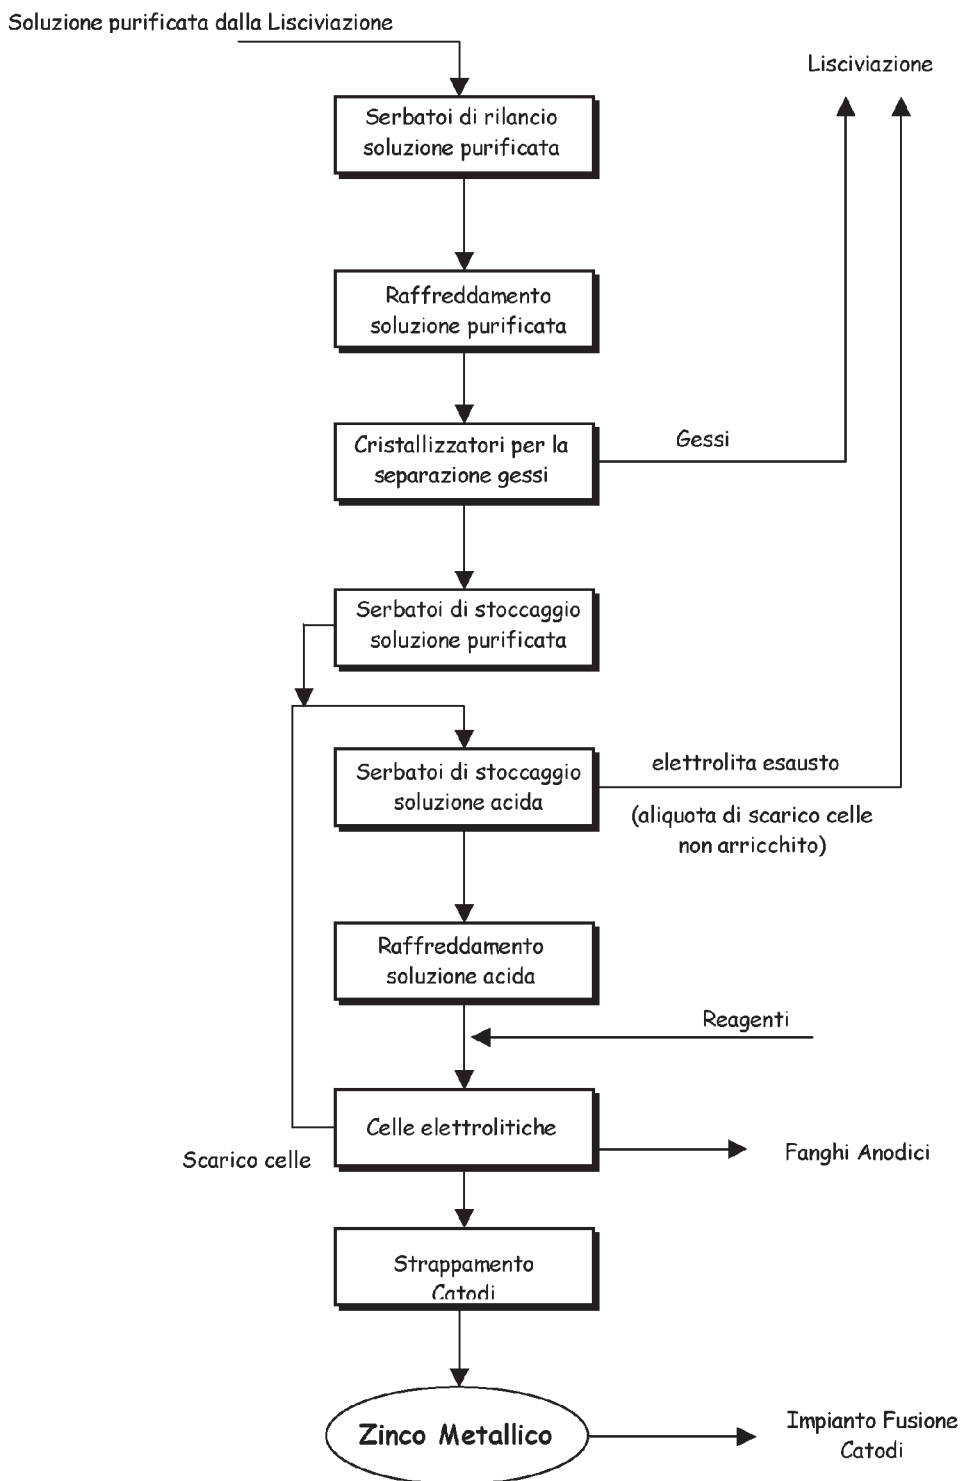 Soluzione purificata dalla Lisciviazione
Lisciviazione
Serbatoi di rilancio
soluzione purificata
Raffreddamento
soluzione purificata
Cristallizzatori per la
separazione gessi
Gessi
Serbatoi di stoccaggio
soluzione purificata
Serbatoi di stoccaggio
soluzione acida
elettrolita esausto
(aliquota di scarico celle
non arricchito)
Raffreddamento
soluzione acida
Reagenti
Celle elettrolitiche
Scarico celle
Fanghi Anodici
Strappamento
Catodi
Zinco Metallico
Impianto Fusione
Catodi